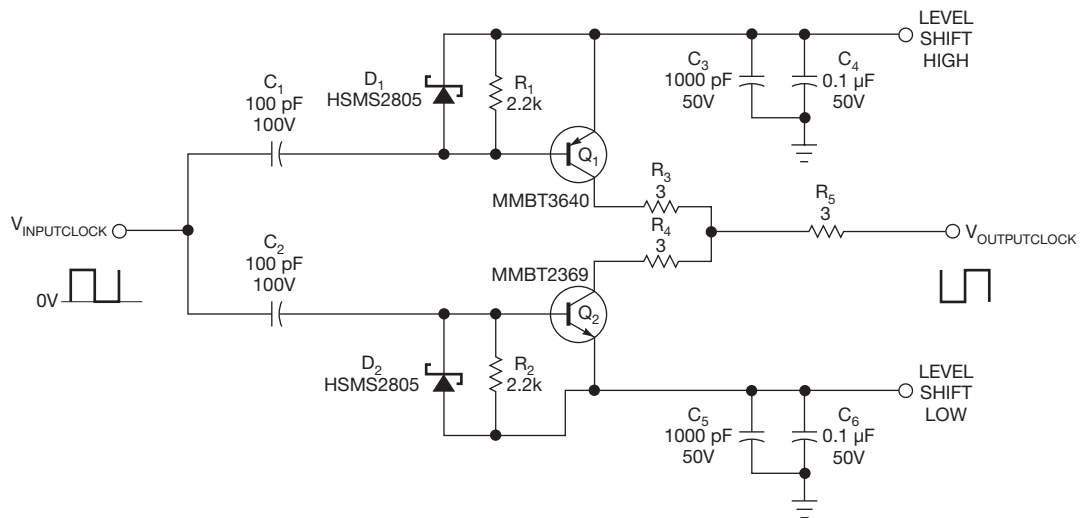 LEVEL
SHIFT
HIGH
C1
100 pF
100V
D1
HSMS2805
R1
2.2k
C3
1000 pF
50V
C4
0.1 µF
50V
Q1
MMBT3640
R3
3
R4
3
R5
3
VINPUTCLOCK
VOUTPUTCLOCK
0V
C2
100 pF
100V
MMBT2369
Q2
D2
HSMS2805
R2
2.2k
LEVEL
SHIFT
LOW
C5
1000 pF
50V
C6
0.1 µF
50V